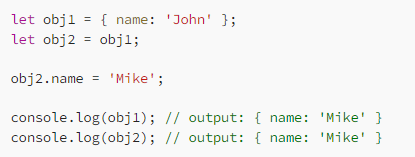 let obj1 = { name: 'John' };
let obj2 = obj1;
obj2.name = 'Mike';
console.log(obj1); // output: { name: 'Mike' }
console.log(obj2); // output: { name: 'Mike' }